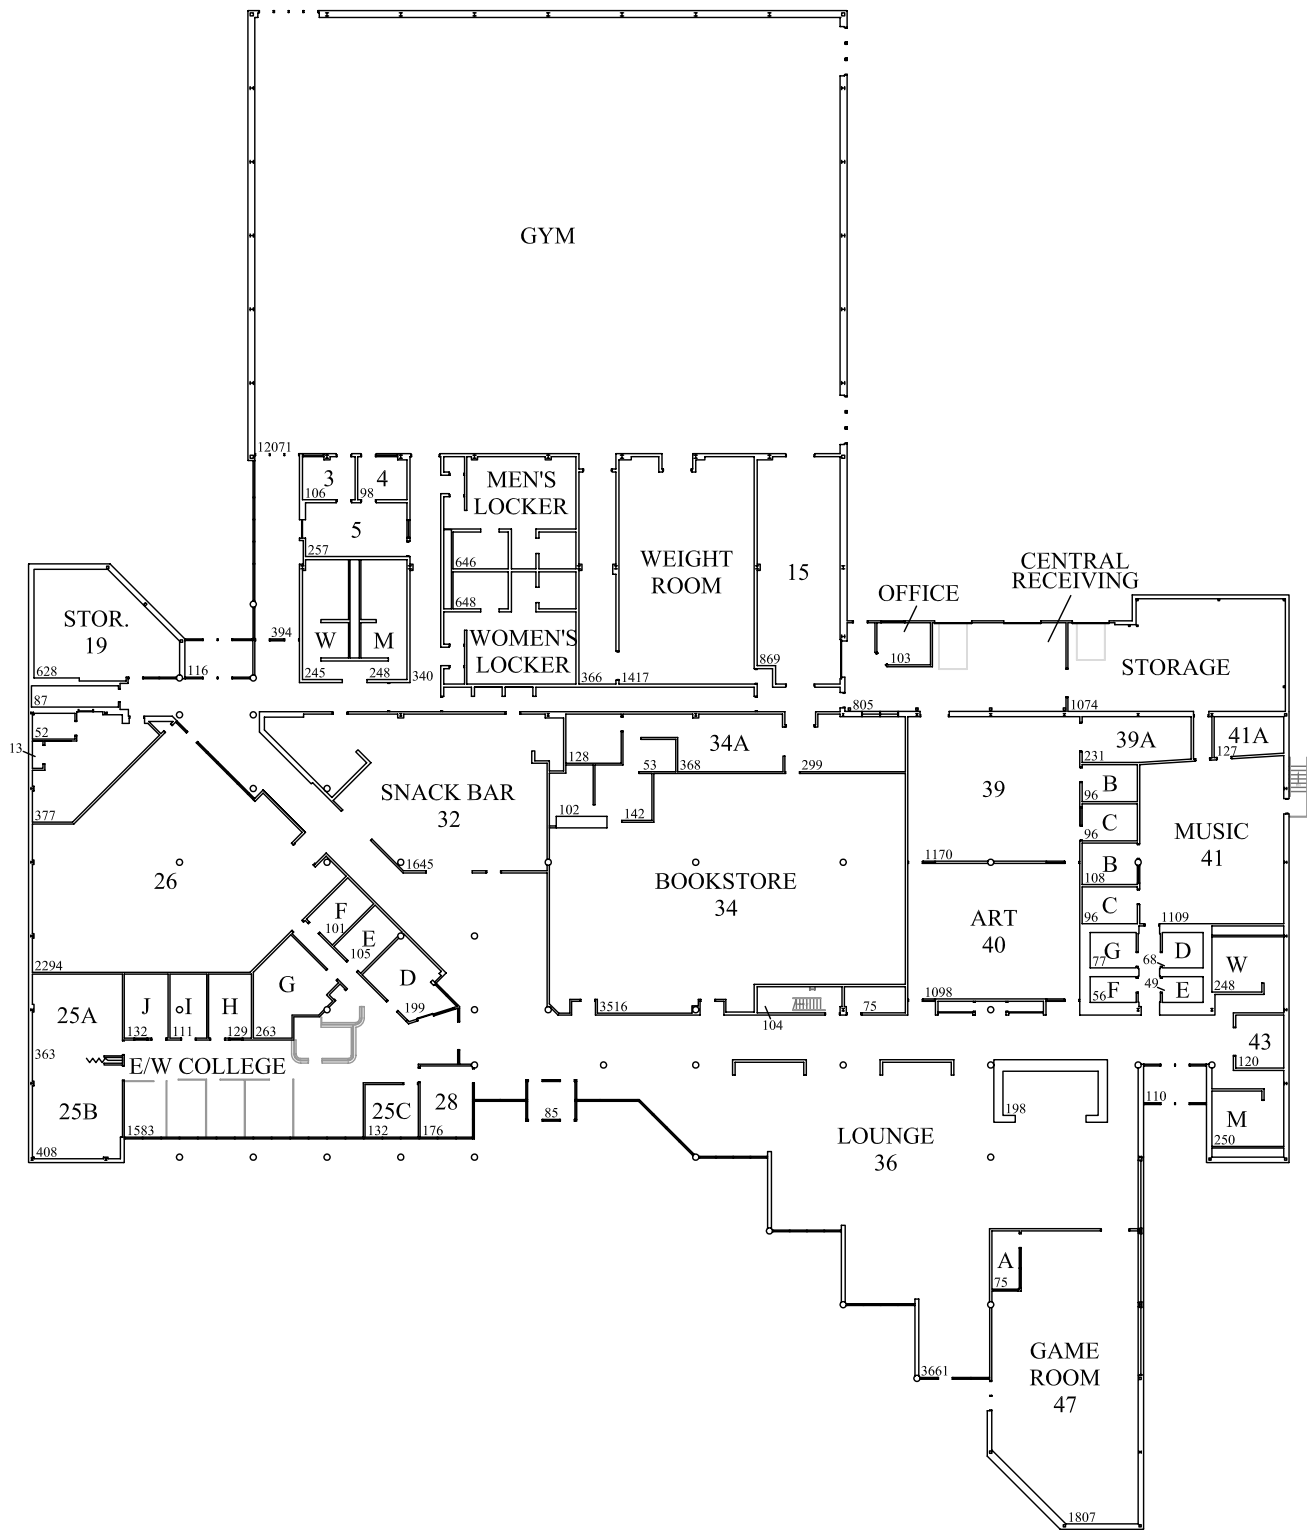 GYM
12071
3
4
106
98
5
257
MEN'S
LOCKER
646
648
WOMEN'S
LOCKER
WEIGHT
ROOM
15
OFFICE
CENTRAL
RECEIVING
STOR.
19
628
116
394
W
M
245
248
340
366
1417
869
103
STORAGE
87
805
1074
52
13
377
SNACK BAR
32
1645
128
53
34A
368
299
102
142
39
39A
231
41A
127
B
96
C
96
MUSIC
41
1170
B
108
C
96
1109
26
2294
BOOKSTORE
34
3516
F
101
E
105
D
199
G
263
ART
40
1098
G
77
68
D
F
56
49
E
W
248
25A
363
J
132
I
111
H
129
104
75
43
120
E/W COLLEGE
25B
408
1583
25C
132
28
176
85
198
110
M
250
LOUNGE
36
A
75
3661
GAME
ROOM
47
1807